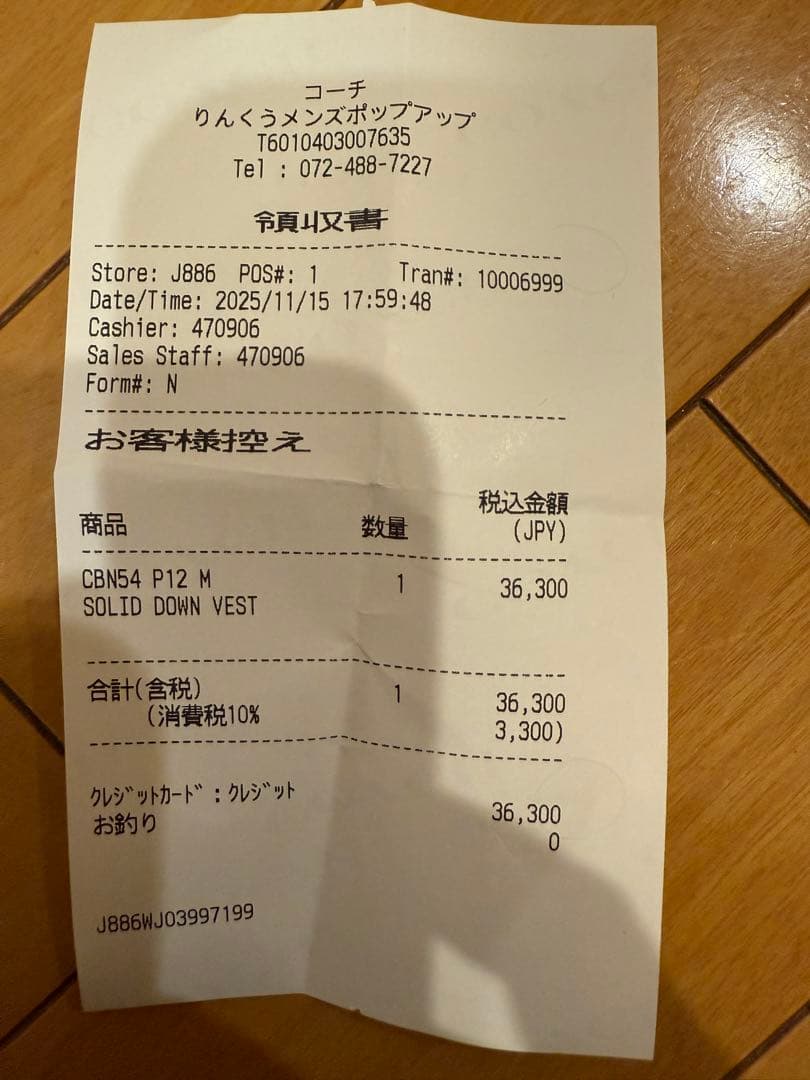 コーチ
りんくうメンズポップアップ
T6010403007635
Tel : 072-488-7227
領収書
Store: J886 POS#: 1 Tran#: 10006999
Date/Time: 2025/11/15 17:59:48
Cashier: 470906
Sales Staff: 470906
Form#: N
お客様控え
税込金額
商品 数量 (JPY)
CBN54 P12 M 1 36,300
SOLID DOWN VEST
合計(含税) 1 36,300
(消費税10% 3,300)
ｸﾚｼﾞｯﾄｶｰﾄﾞ : ｸﾚｼﾞｯﾄ 36,300
お釣り 0
J886WJ03997199